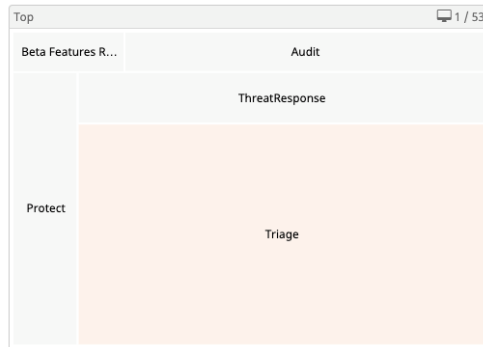 Top 1 / 53
Beta Features R... Audit
ThreatResponse
Protect
Triage